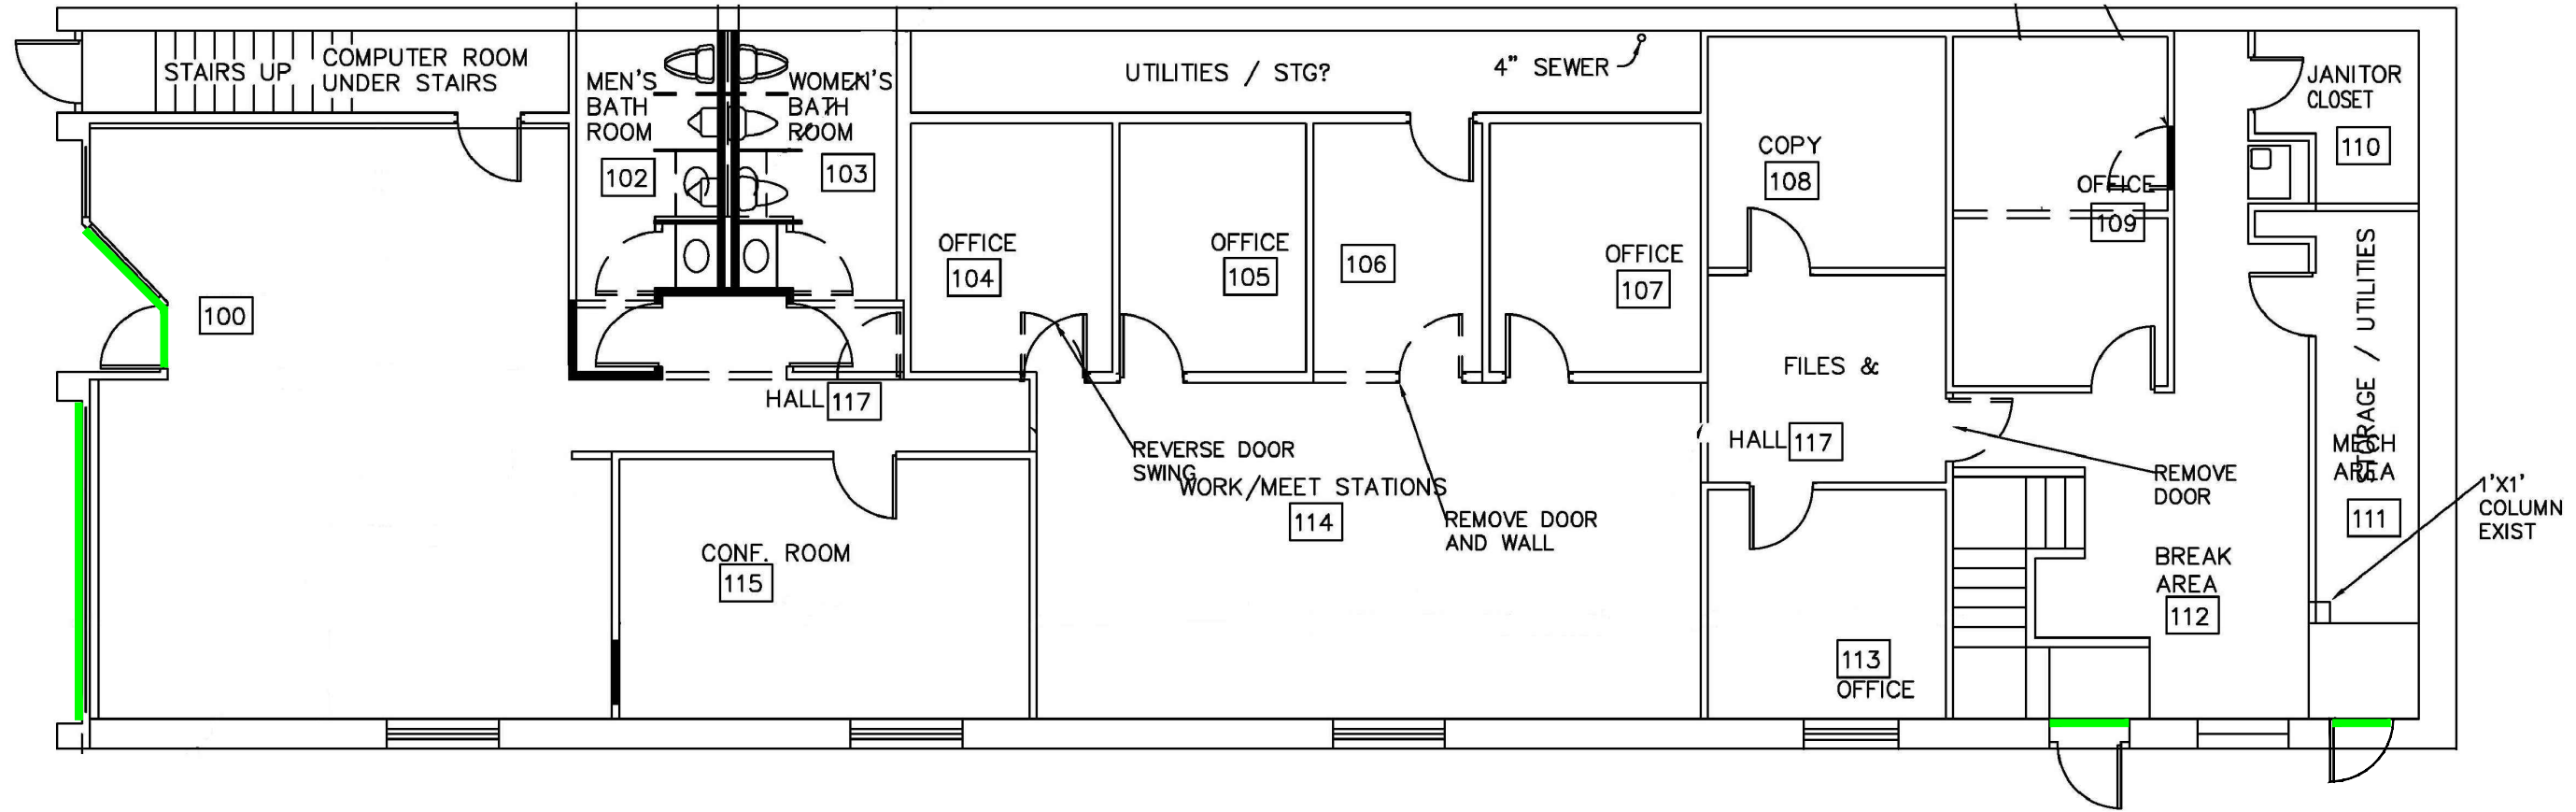 STAIRS UP
COMPUTER ROOM
UNDER STAIRS
MEN'S
BATH
ROOM
102
WOMEN'S
BATH
ROOM
103
UTILITIES / STG?
4" SEWER
COPY
108
OFFICE
109
JANITOR
CLOSET
110
100
OFFICE
104
OFFICE
105
106
OFFICE
107
HALL 117
FILES &
HALL 117
STORAGE / UTILITIES
MECH
AREA
111
REVERSE DOOR
SWING
WORK/MEET STATIONS
114
REMOVE DOOR
AND WALL
REMOVE
DOOR
1'X1'
COLUMN
EXIST
CONF. ROOM
115
BREAK
AREA
112
113
OFFICE